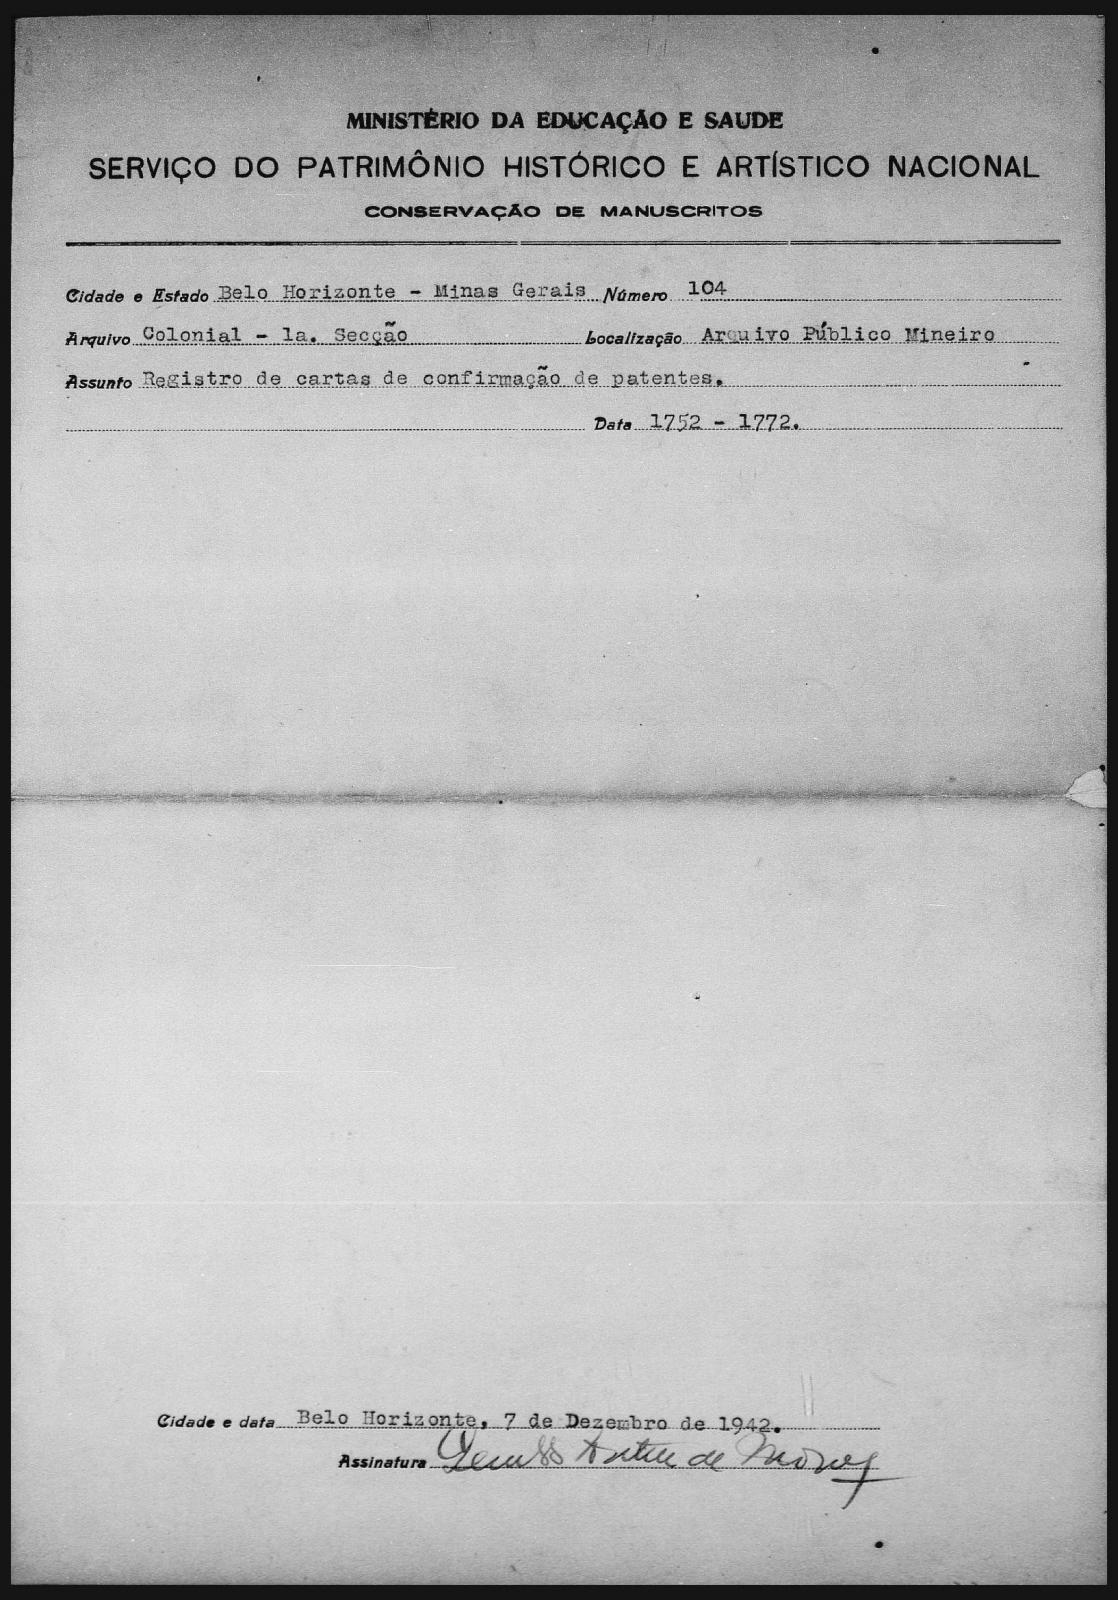 MINISTÉRIO DA EDUCAÇÃO E SAUDE
SERVIÇO DO PATRIMÔNIO HISTÓRICO E ARTÍSTICO NACIONAL
CONSERVAÇÃO DE MANUSCRITOS
Cidade e Estado Belo Horizonte - Minas Gerais Número 104
Arquivo Colonial - 1a. Secção Localização Arquivo Público Mineiro
Assunto Registro de cartas de confirmação de patentes.
Data 1752 - 1772.
Cidade e data Belo Horizonte, 7 de Dezembro de 1942.
Assinatura de